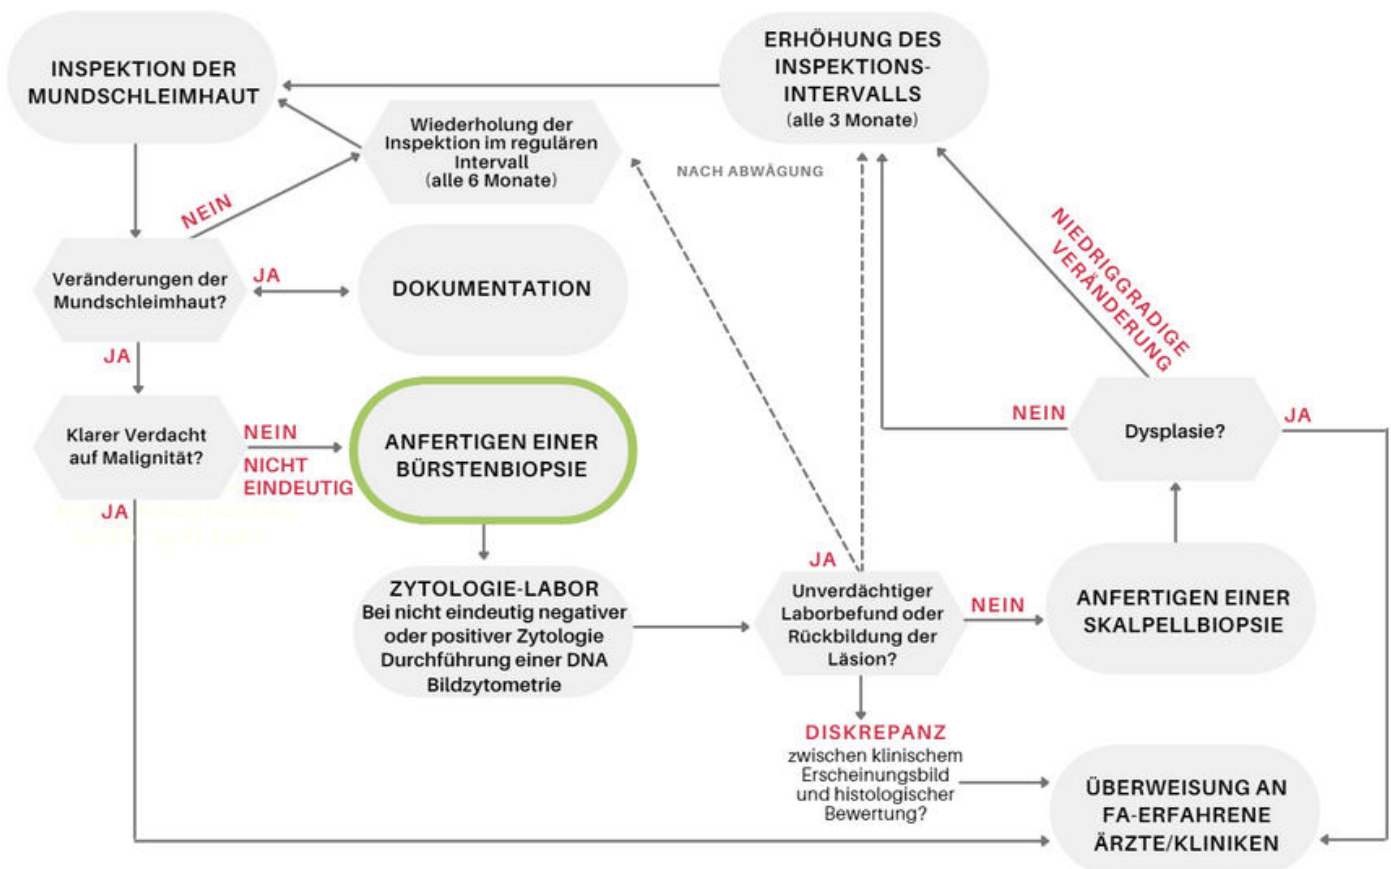 INSPEKTION DER
MUNDSCHLEIMHAUT
ERHÖHUNG DES
INSPEKTIONS-
INTERVALLS
(alle 3 Monate)
Wiederholung der
Inspektion im regulären
Intervall
(alle 6 Monate)
NACH ABWÄGUNG
NEIN
NIEDRIGGRADIGE
VERÄNDERUNG
Veränderungen der
Mundschleimhaut?
JA
DOKUMENTATION
JA
Klarer Verdacht
auf Malignität?
NEIN
NICHT
EINDEUTIG
ANFERTIGEN EINER
BÜRSTENBIOPSIE
NEIN
Dysplasie?
JA
JA
ZYTOLOGIE-LABOR
Bei nicht eindeutig negativer
oder positiver Zytologie
Durchführung einer DNA
Bildzytometrie
JA
Unverdächtiger
Laborbefund oder
Rückbildung der
Läsion?
NEIN
ANFERTIGEN EINER
SKALPELLBIOPSIE
DISKREPANZ
zwischen klinischem
Erscheinungsbild
und histologischer
Bewertung?
ÜBERWEISUNG AN
FA-ERFAHRENE
ÄRZTE/KLINIKEN